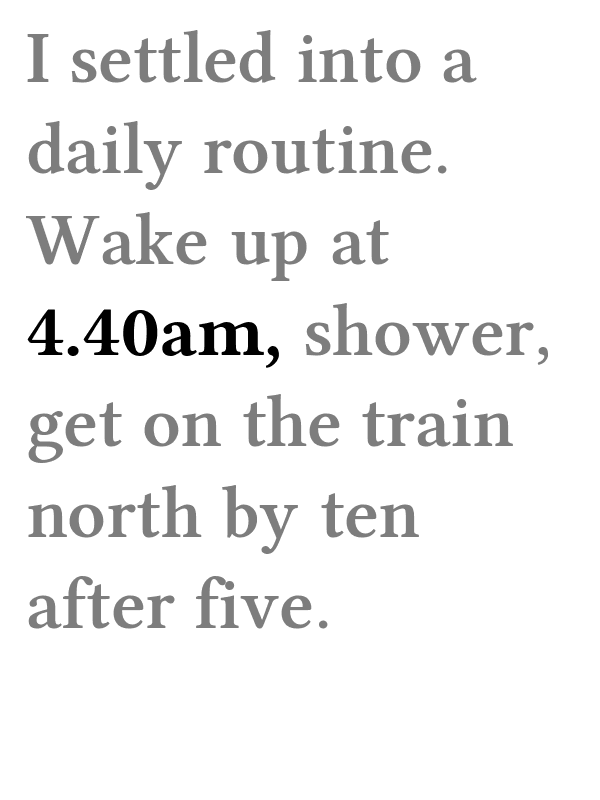 I settled into a
daily routine.
Wake up at
4.40am, shower,
get on the train
north by ten
after five.